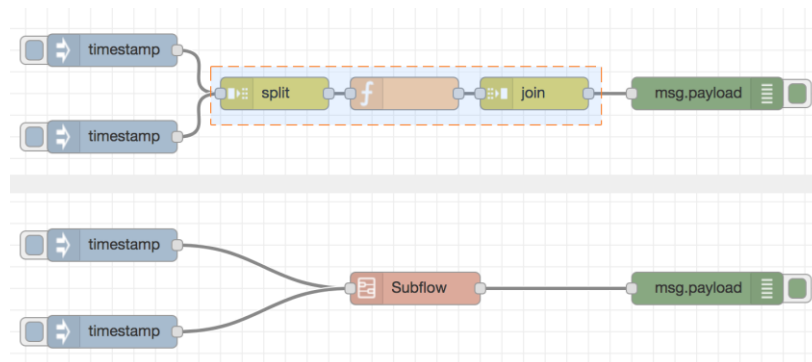 timestamp
split
join
msg.payload
timestamp
timestamp
Subflow
msg.payload
timestamp